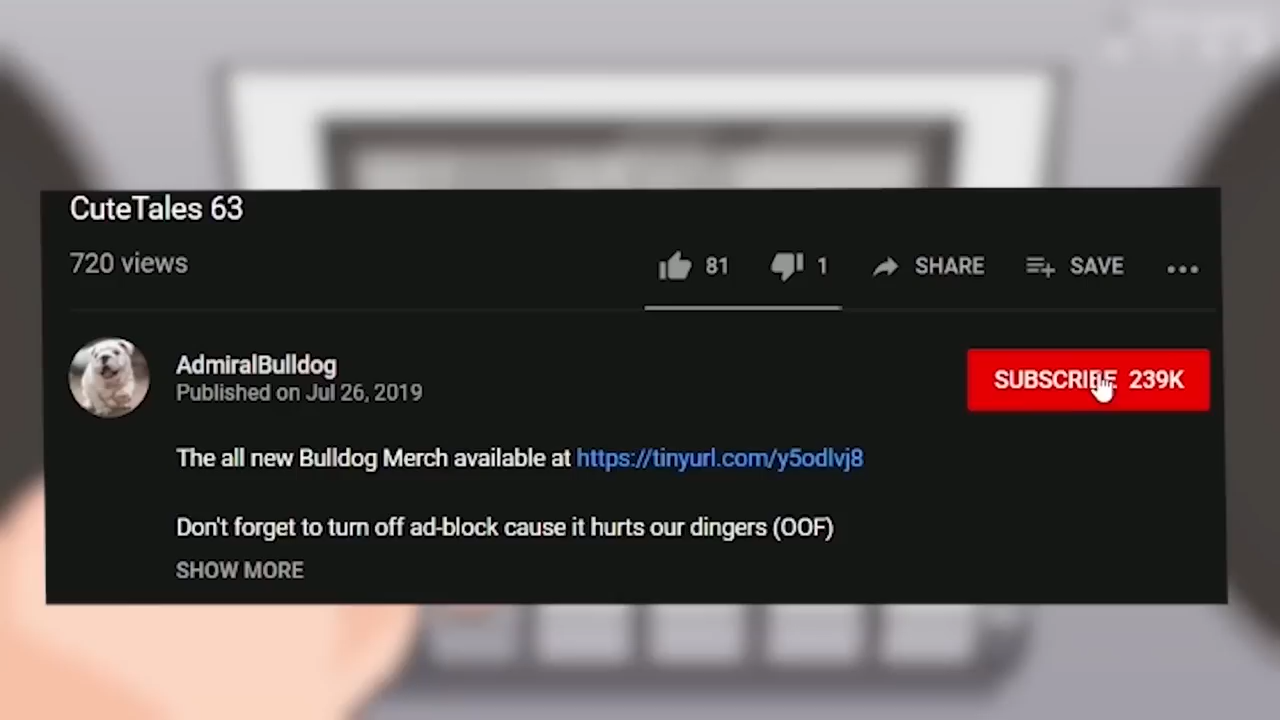 CuteTales 63
720 views
81
1
SHARE
SAVE
AdmiralBulldog
Published on Jul 26, 2019
SUBSCRIBE 239K
The all new Bulldog Merch available at https://tinyurl.com/y5odlvj8
Don't forget to turn off ad-block cause it hurts our dingers (OOF)
SHOW MORE